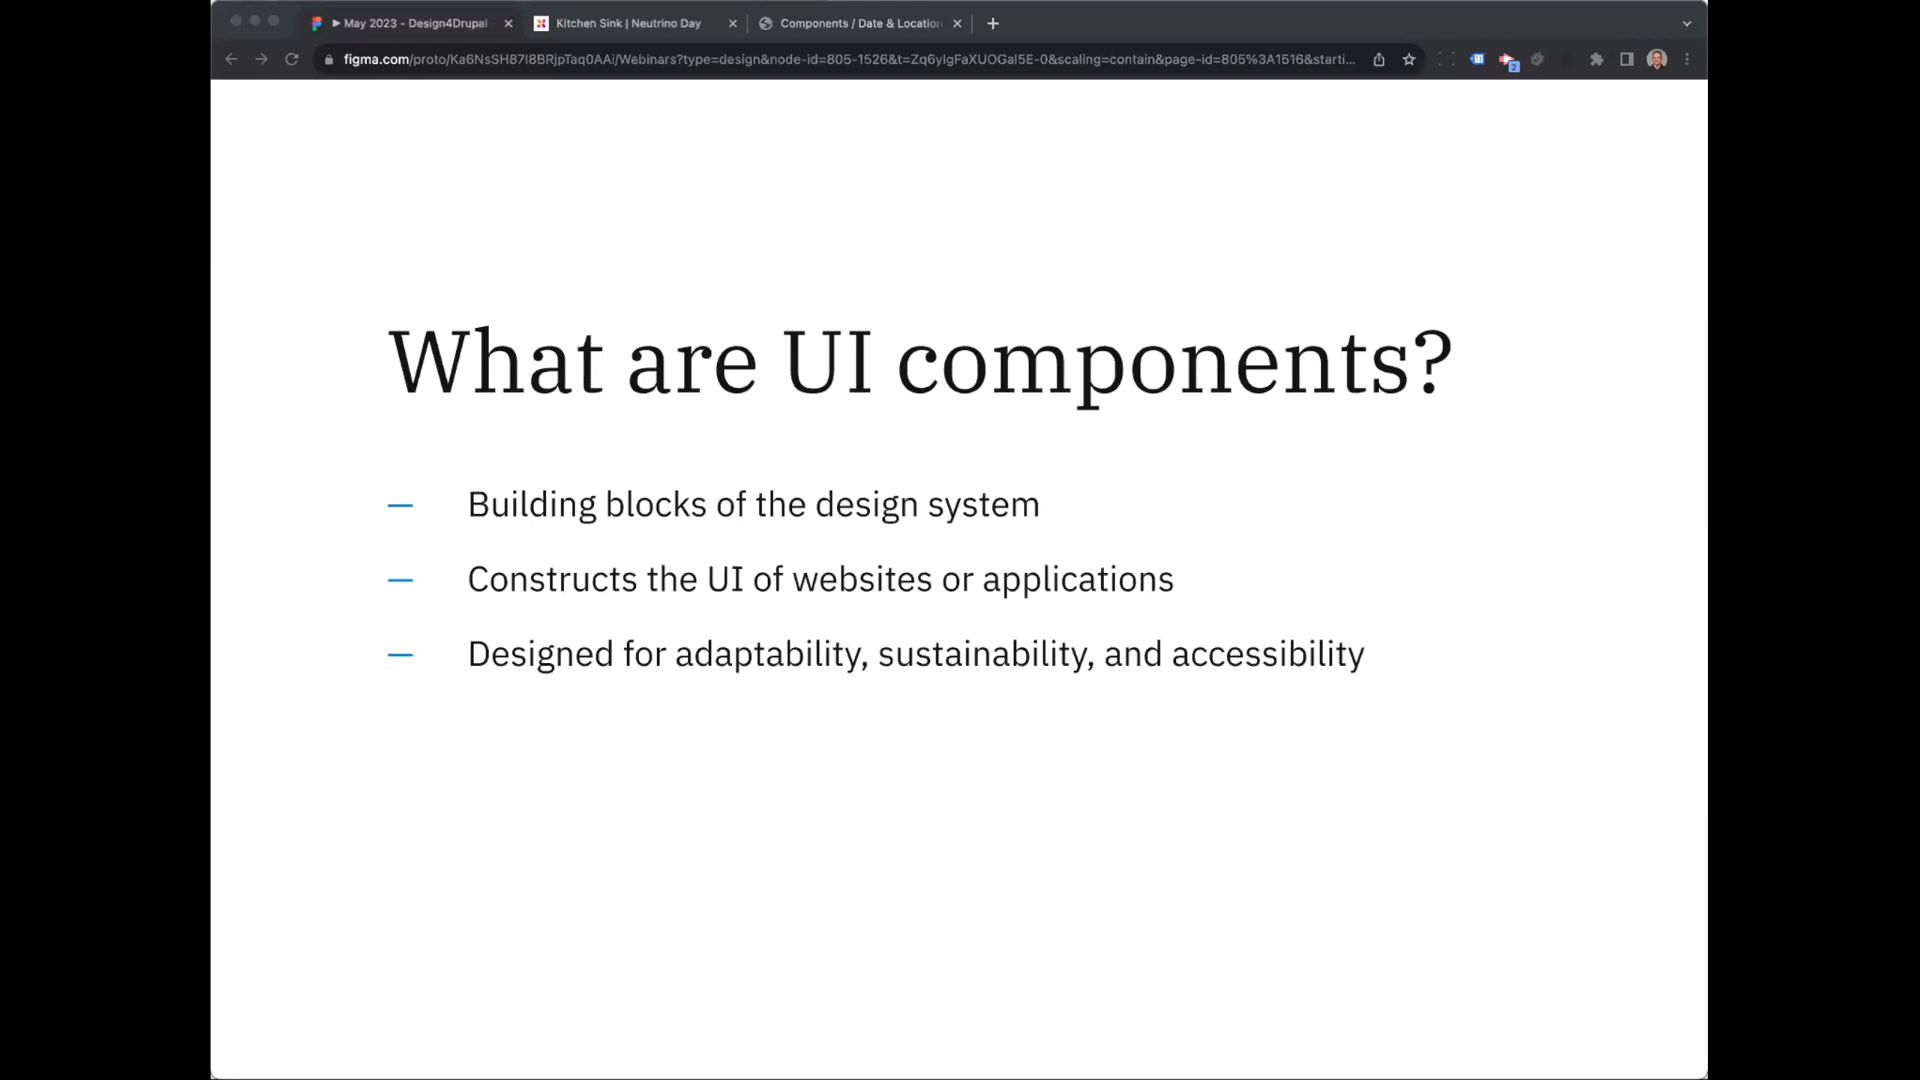 May 2023 - Design4Drupal
Kitchen Sink | Neutrino Day
Components / Date & Location
figma.com/proto/Ka6NsSH87I8BRjpTaq0AAi/Webinars?type=design&node-id=805-1526&t=Zq6yIgFaXUOGaI5E-0&scaling=contain&page-id=805%3A1516&starti...
2
What are UI components?
— Building blocks of the design system
— Constructs the UI of websites or applications
— Designed for adaptability, sustainability, and accessibility